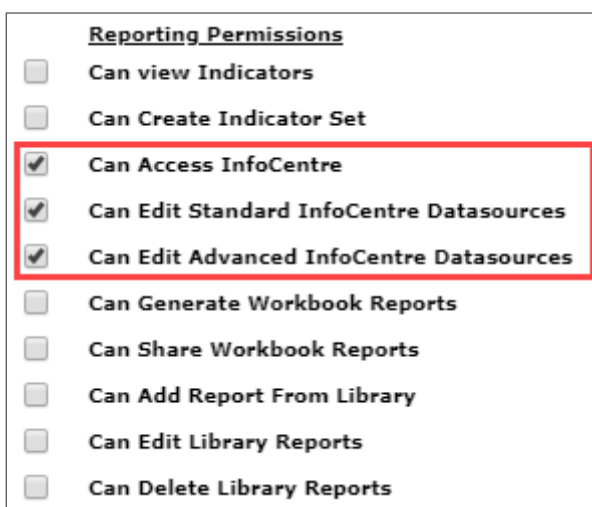 Reporting Permissions
Can view Indicators
Can Create Indicator Set
Can Access InfoCentre
Can Edit Standard InfoCentre Datasources
Can Edit Advanced InfoCentre Datasources
Can Generate Workbook Reports
Can Share Workbook Reports
Can Add Report From Library
Can Edit Library Reports
Can Delete Library Reports